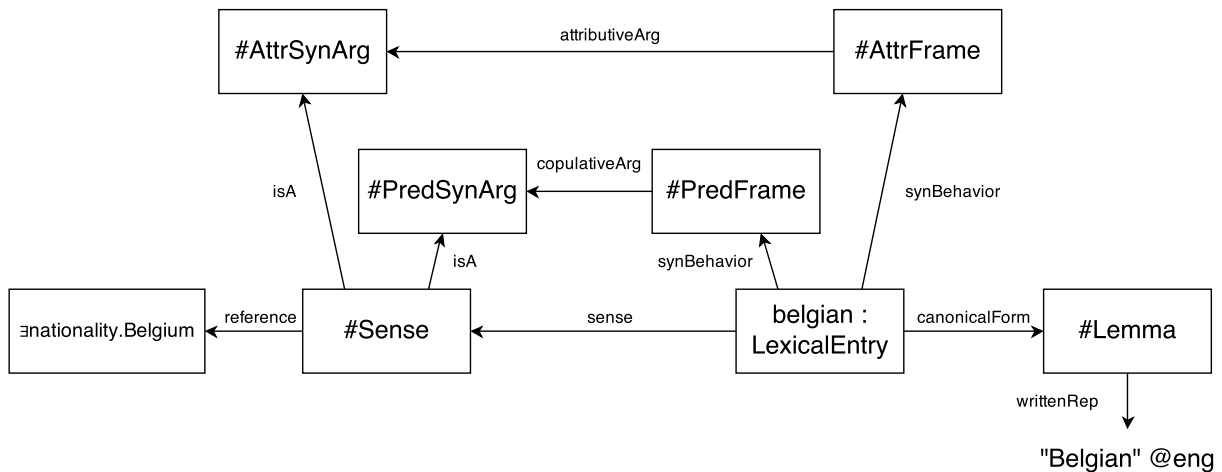 #AttrSynArg
attributiveArg
#AttrFrame
#PredSynArg
copulativeArg
#PredFrame
isA
synBehavior
isA
synBehavior
∃nationality.Belgium
reference
#Sense
sense
belgian :
LexicalEntry
canonicalForm
#Lemma
writtenRep
"Belgian" @eng